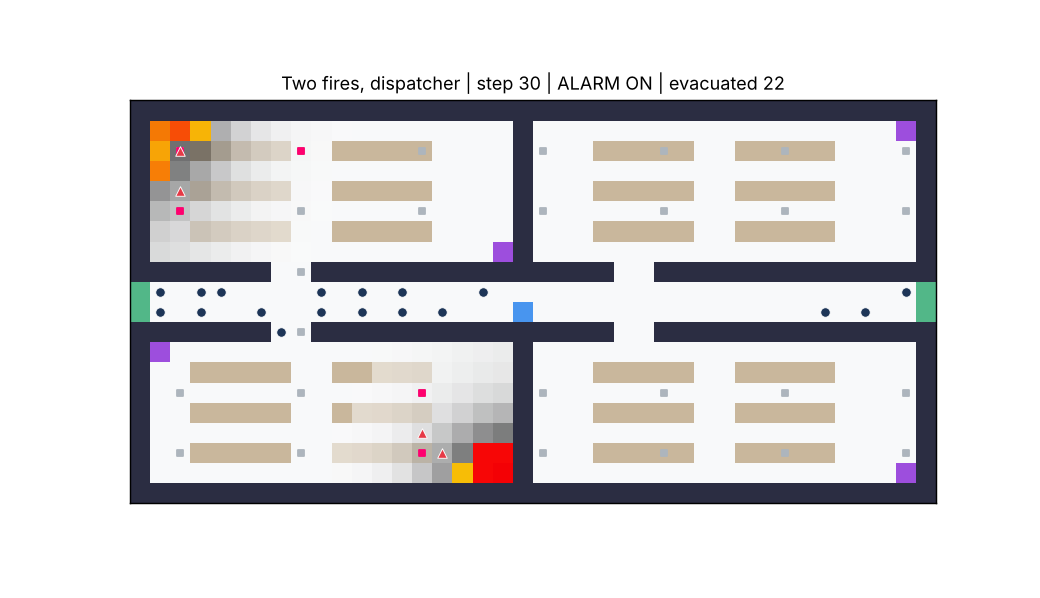 Two fires, dispatcher | step 30 | ALARM ON | evacuated 22